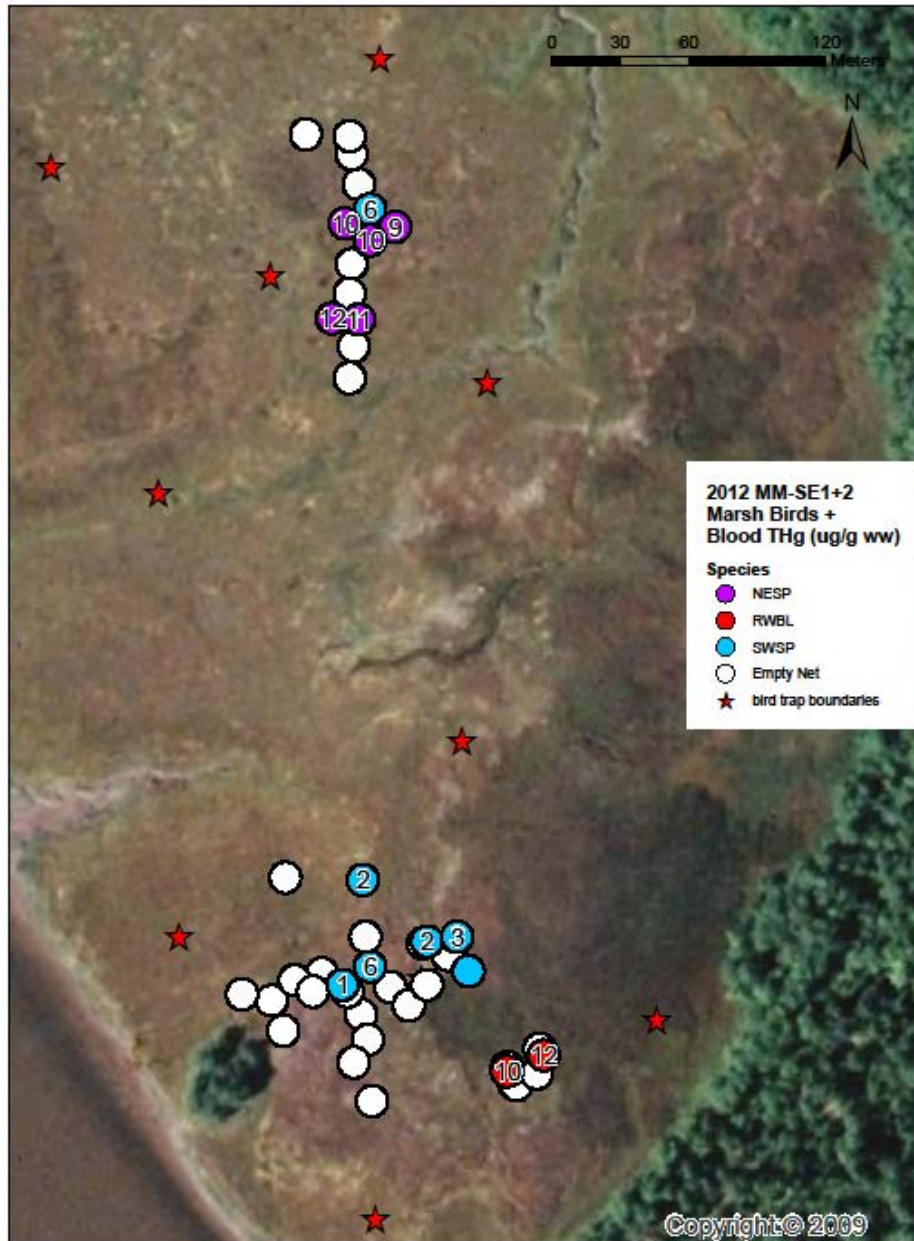 0 30 60 120
Meters
N
6
10
9
10
12
11
2012 MM-SE1+2
Marsh Birds +
Blood THg (ug/g ww)
Species
NESP
RWBL
SWSP
Empty Net
bird trap boundaries
2
2
3
6
1
12
10
Copyright:© 2009